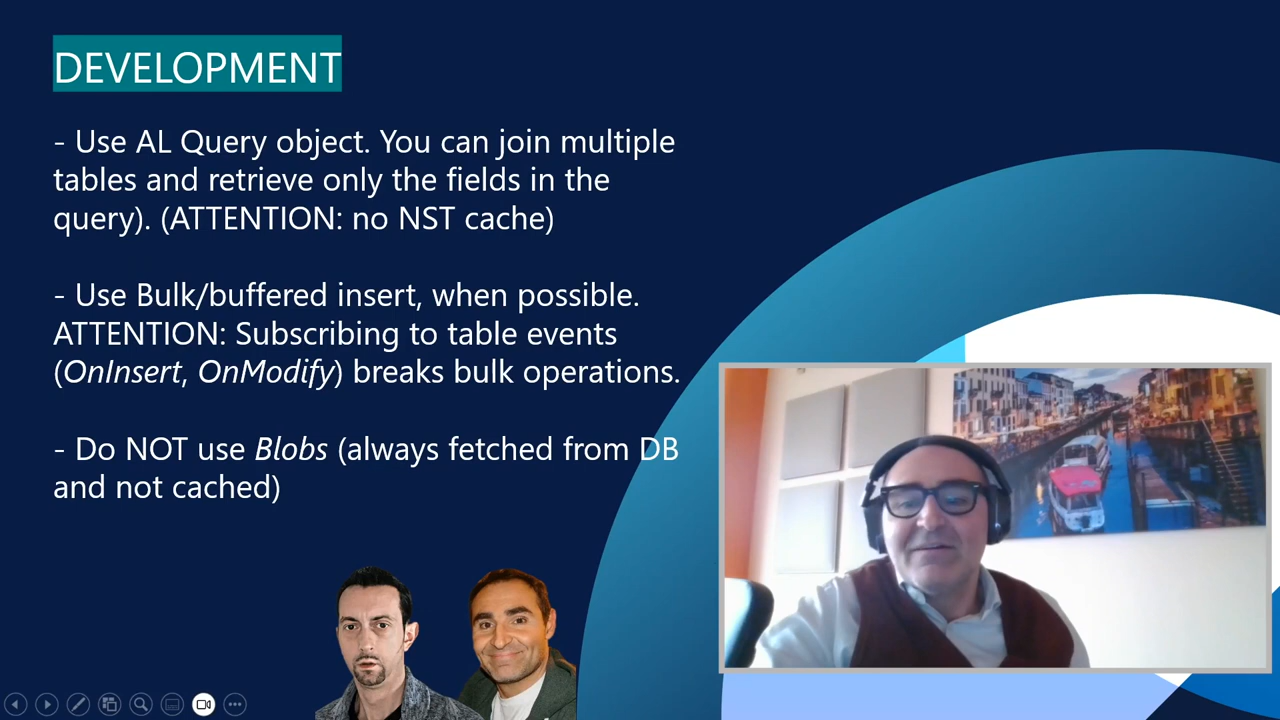 DEVELOPMENT
- Use AL Query object. You can join multiple
tables and retrieve only the fields in the
query). (ATTENTION: no NST cache)
- Use Bulk/buffered insert, when possible.
ATTENTION: Subscribing to table events
(OnInsert, OnModify) breaks bulk operations.
- Do NOT use Blobs (always fetched from DB
and not cached)